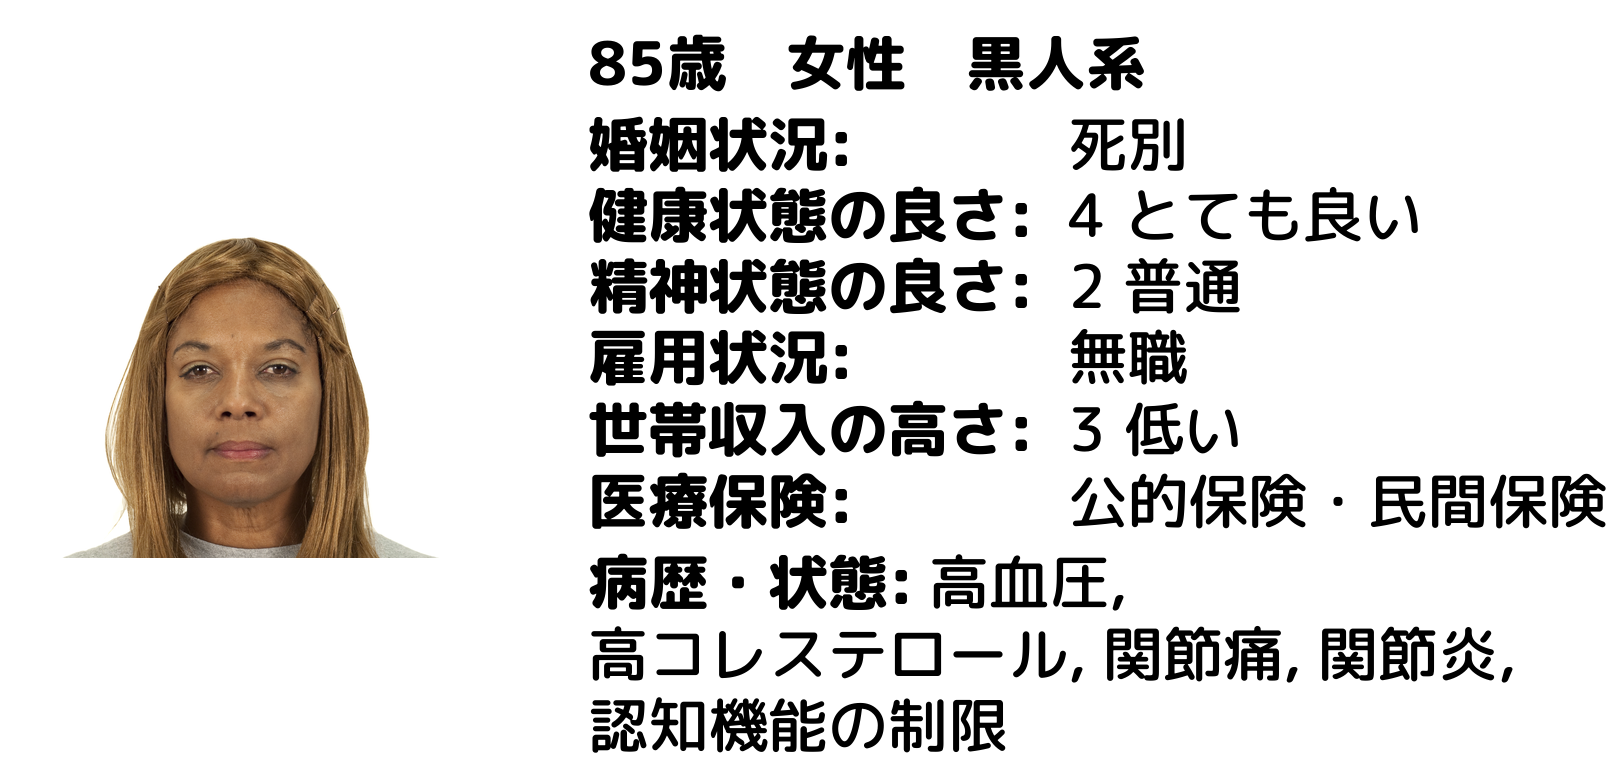 85歳　女性　黒人系
婚姻状況: 死別
健康状態の良さ: 4 とても良い
精神状態の良さ: 2 普通
雇用状況: 無職
世帯収入の高さ: 3 低い
医療保険: 公的保険・民間保険
病歴・状態: 高血圧,
高コレステロール, 関節痛, 関節炎,
認知機能の制限